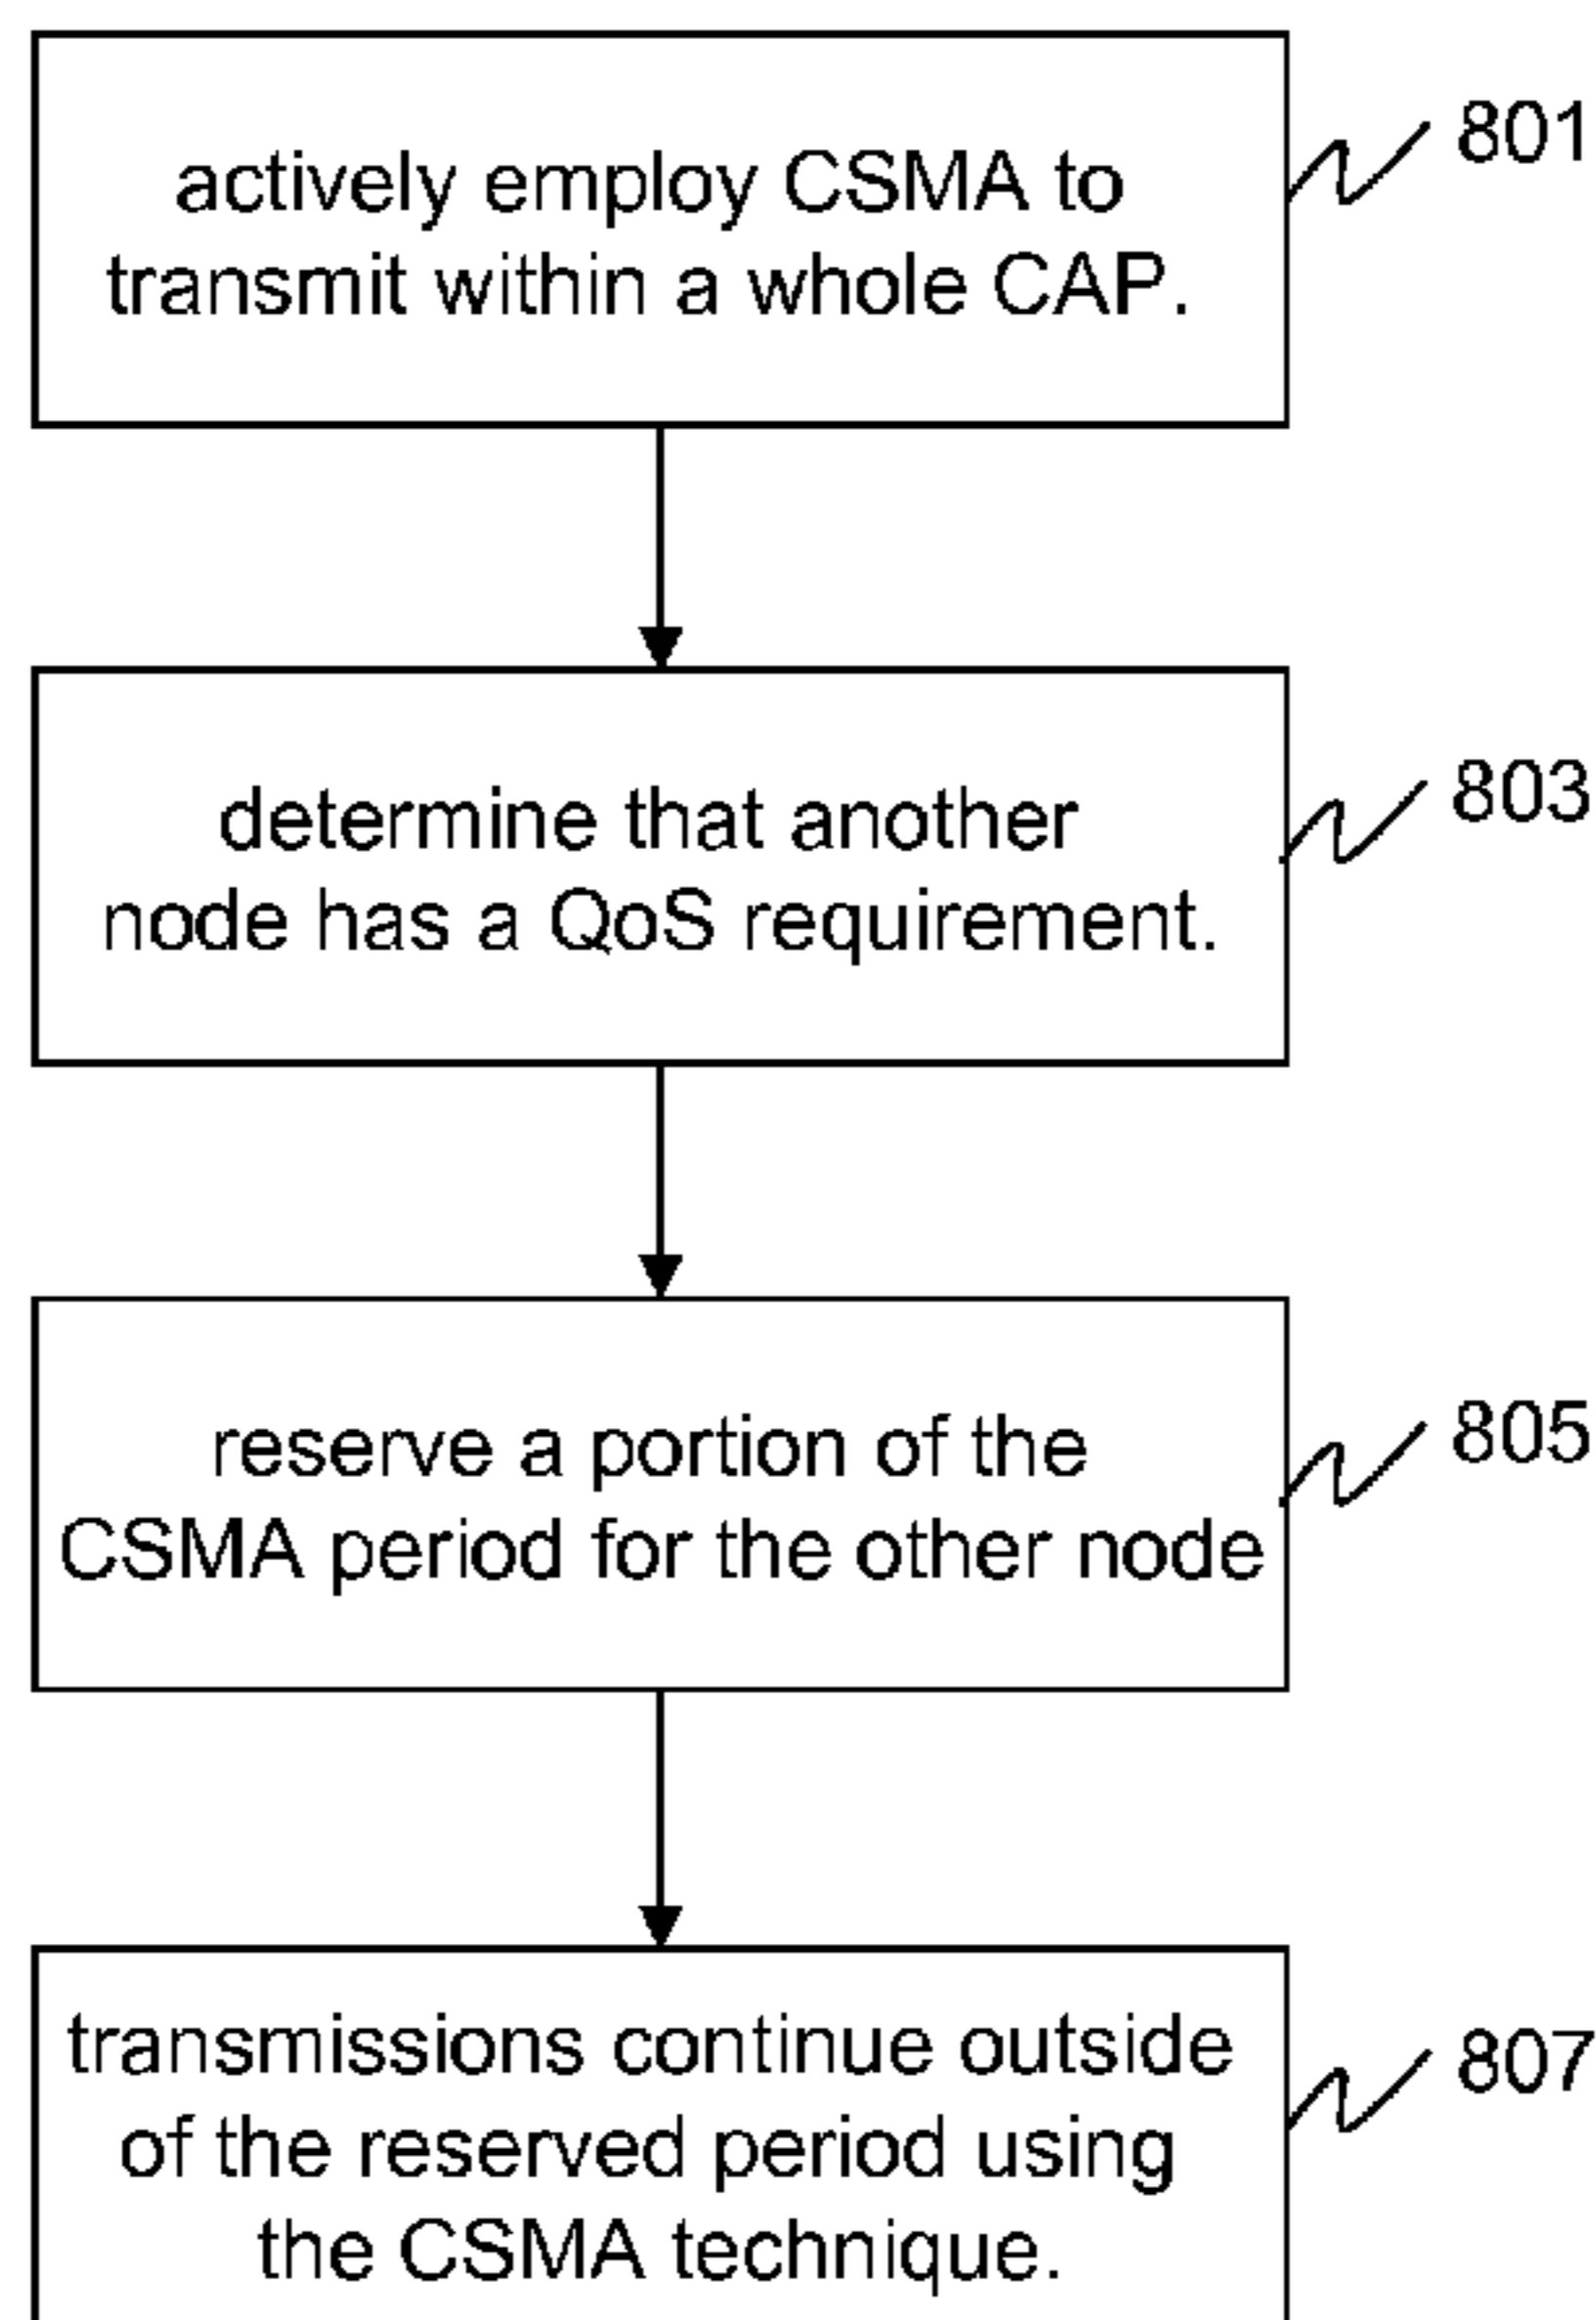 actively employ CSMA to
transmit within a whole CAP.
801
determine that another
node has a QoS requirement.
803
reserve a portion of the
CSMA period for the other node
805
transmissions continue outside
of the reserved period using
the CSMA technique.
807